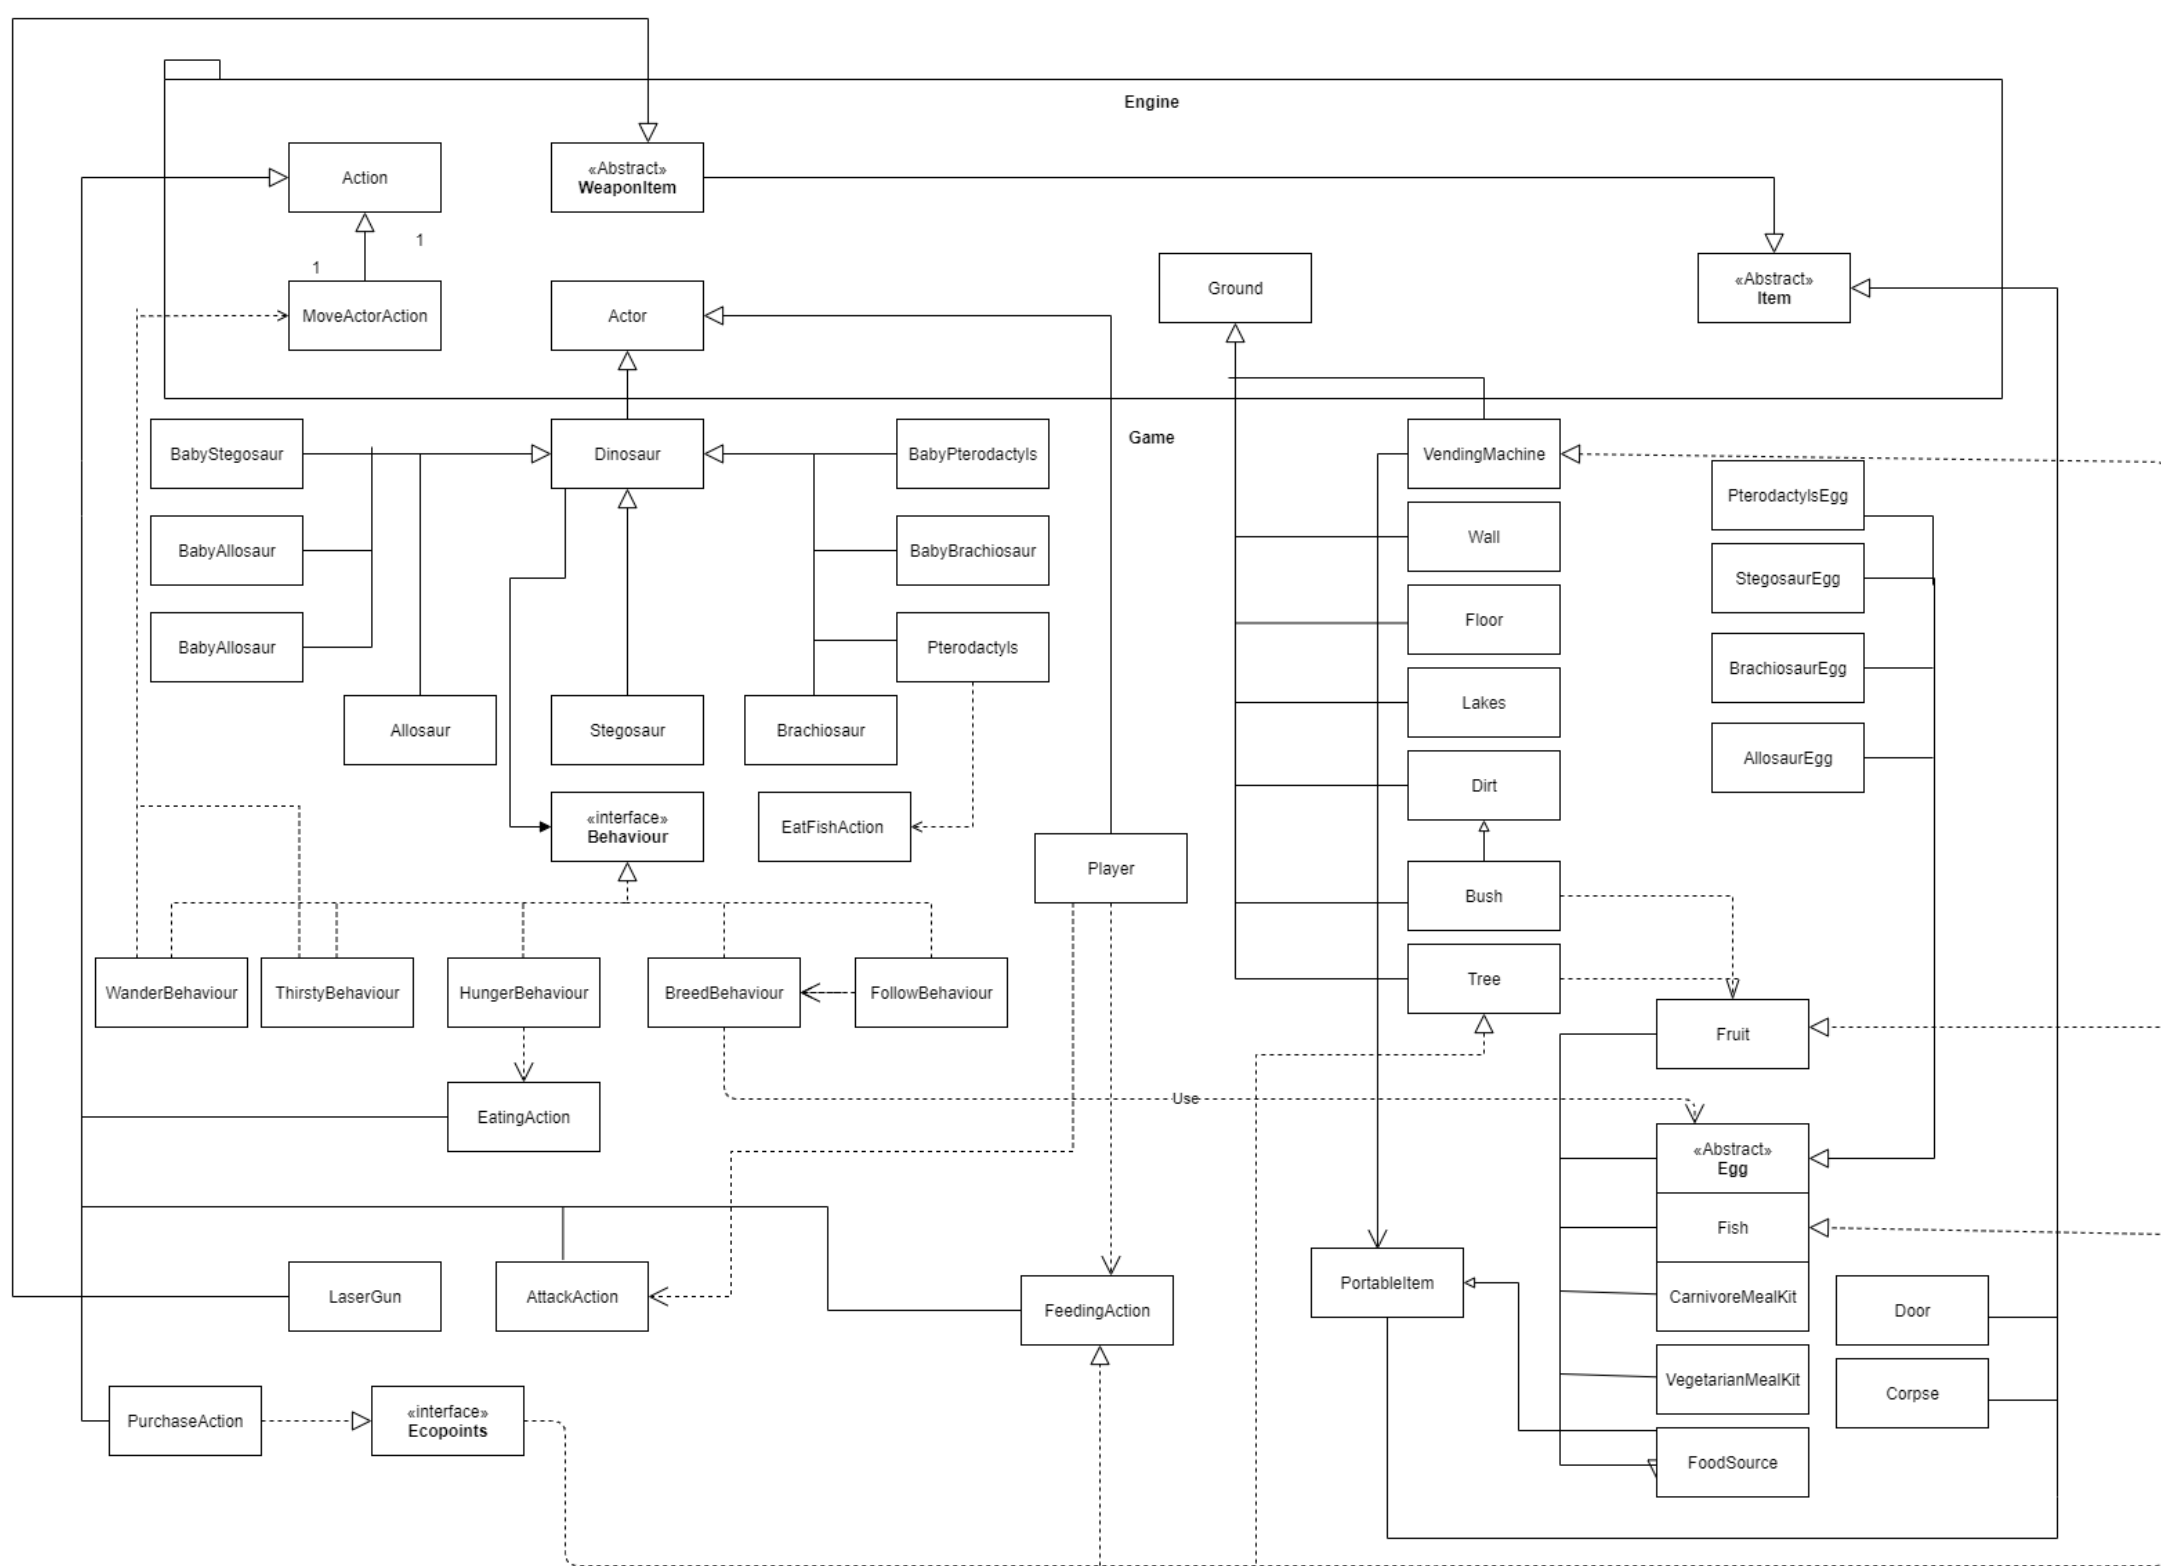 Engine
Action
«Abstract»
WeaponItem
1
1
MoveActorAction
Actor
Ground
«Abstract»
Item
Game
BabyStegosaur
Dinosaur
BabyPterodactyls
VendingMachine
PterodactylsEgg
BabyAllosaur
BabyBrachiosaur
Wall
StegosaurEgg
BabyAllosaur
Pterodactyls
Floor
BrachiosaurEgg
Allosaur
Stegosaur
Brachiosaur
Lakes
AllosaurEgg
«interface»
Behaviour
EatFishAction
Dirt
Player
Bush
WanderBehaviour
ThirstyBehaviour
HungerBehaviour
BreedBehaviour
FollowBehaviour
Tree
Fruit
EatingAction
Use
«Abstract»
Egg
Fish
LaserGun
AttackAction
FeedingAction
PortableItem
CarnivoreMealKit
Door
VegetarianMealKit
Corpse
PurchaseAction
«interface»
Ecopoints
FoodSource